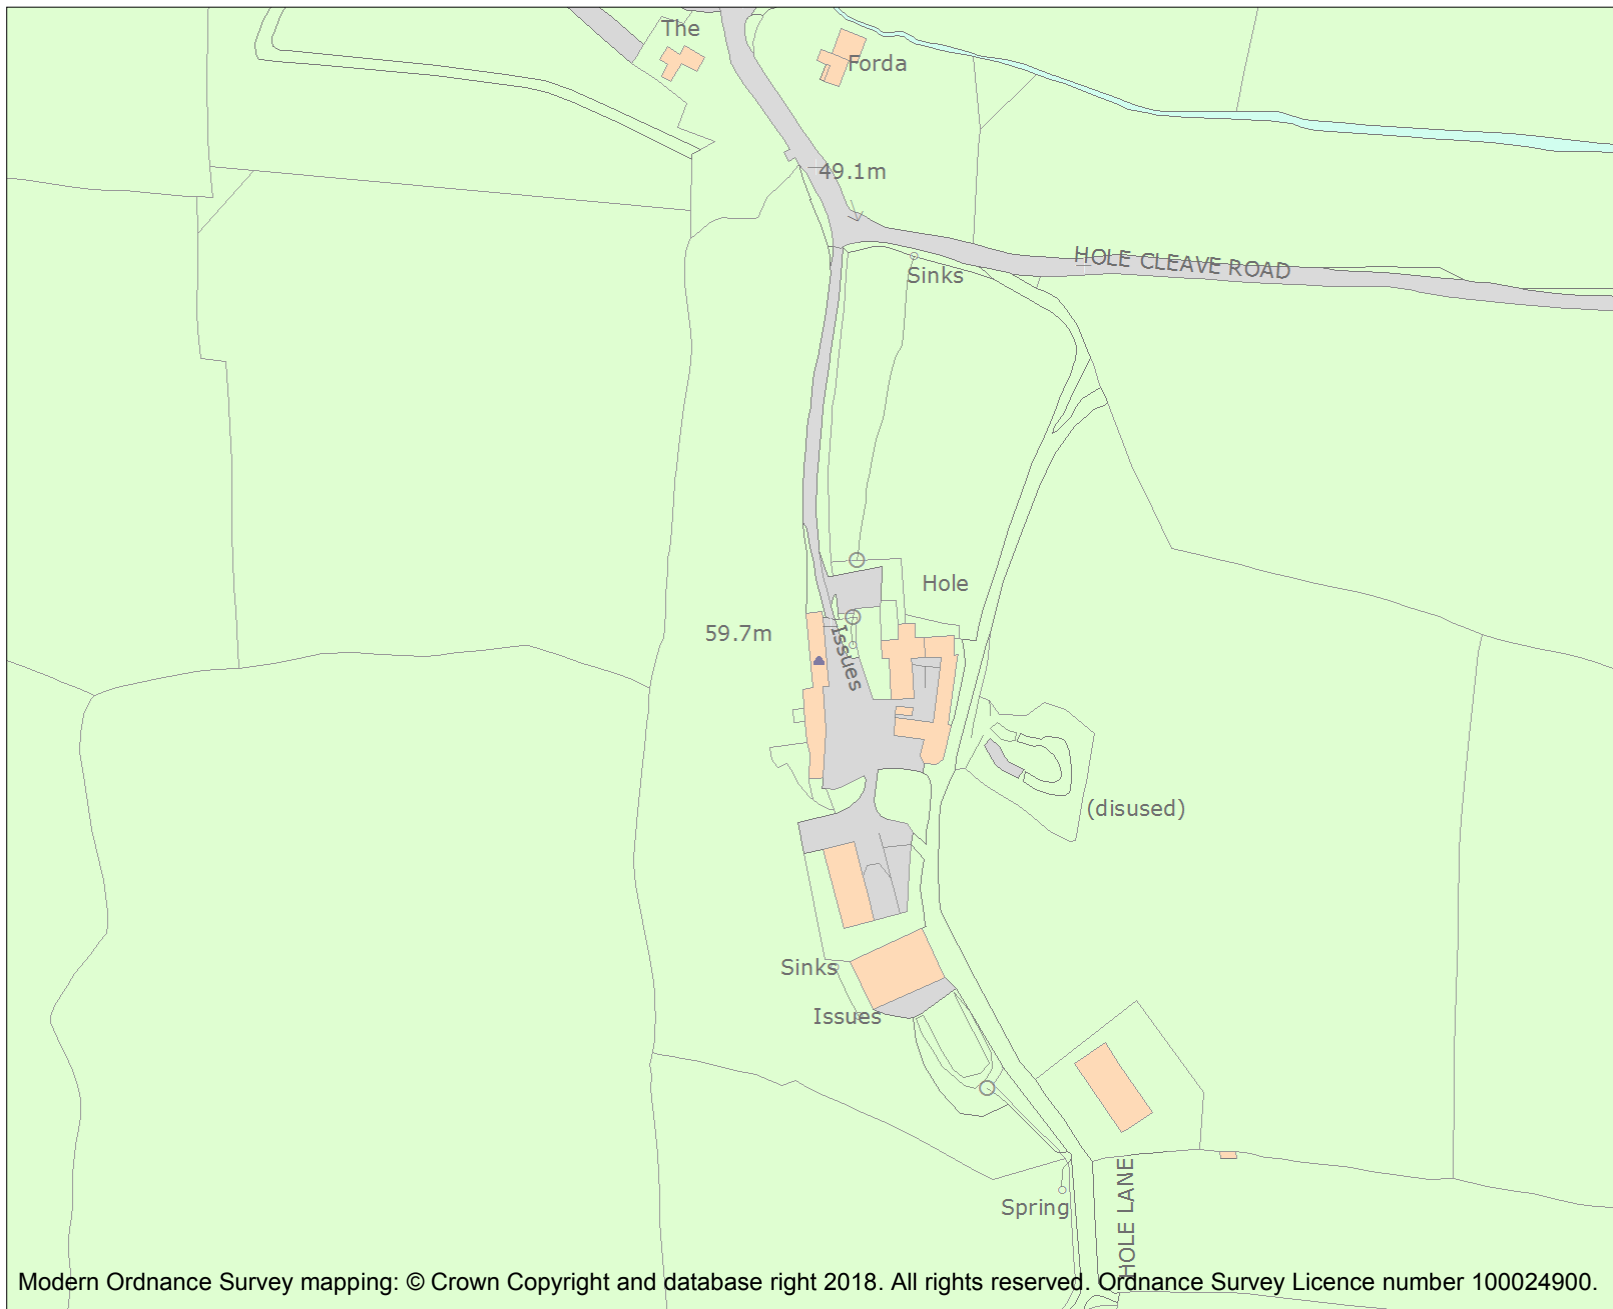 The
Forda
49.1m
HOLE CLEAVE ROAD
Sinks
Hole
59.7m
Issues
(disused)
Sinks
Issues
Spring
HOLE LANE
Modern Ordnance Survey mapping: © Crown Copyright and database right 2018. All rights reserved. Ordnance Survey Licence number 100024900.